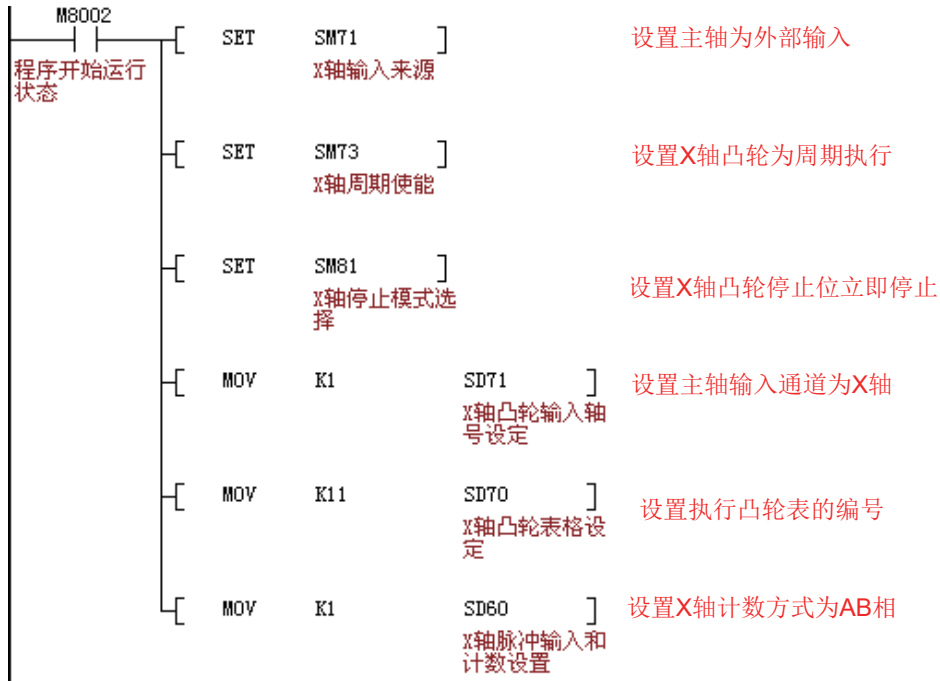 M8002
SET SM71 设置主轴为外部输入
程序开始运行
状态
X轴输入来源
SET SM73 设置X轴凸轮为周期执行
X轴周期使能
SET SM81 设置X轴凸轮停止位立即停止
X轴停止模式选
择
MOV K1 SD71 设置主轴输入通道为X轴
X轴凸轮输入轴
号设定
MOV K11 SD70 设置执行凸轮表的编号
X轴凸轮表格设
定
MOV K1 SD60 设置X轴计数方式为AB相
X轴脉冲输入和
计数设置